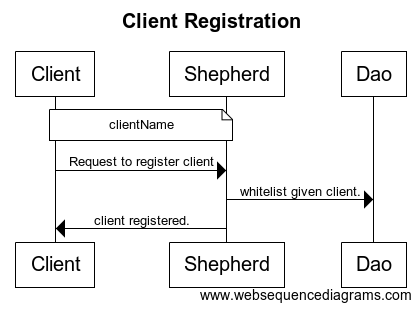 Client Registration
Client Shepherd Dao
clientName
Request to register client
whitelist given client.
client registered.
Client Shepherd Dao
www.websequencediagrams.com